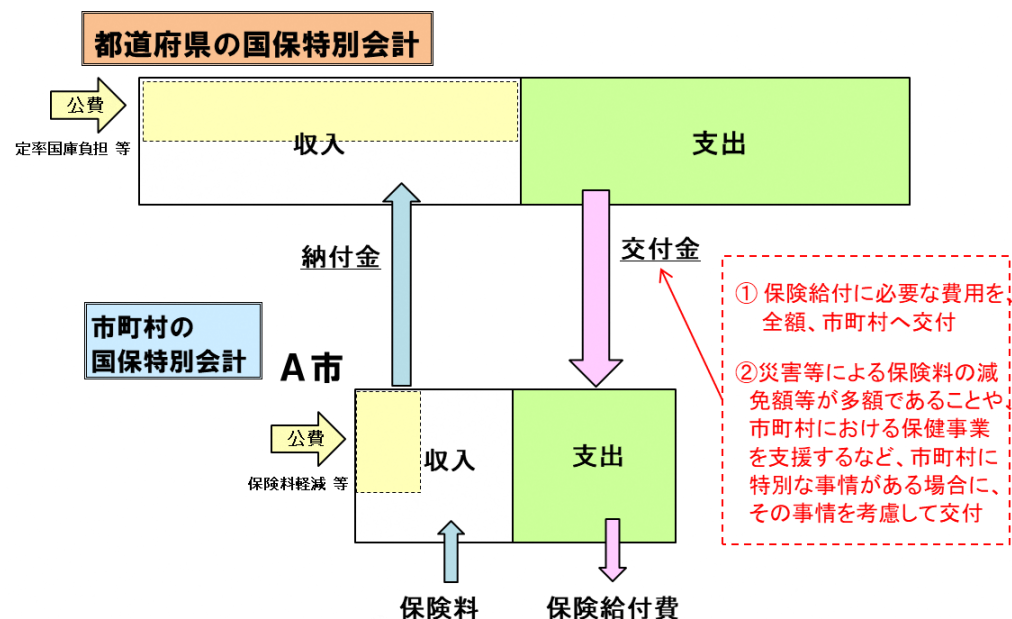 都道府県の国保特別会計
公費
定率国庫負担 等
収入
支出
納付金
交付金
① 保険給付に必要な費用を、
全額、市町村へ交付
②災害等による保険料の減
免額等が多額であることや、
市町村における保健事業
を支援するなど、市町村に
特別な事情がある場合に、
その事情を考慮して交付
市町村の
国保特別会計
A市
公費
保険料軽減 等
収入
支出
保険料
保険給付費